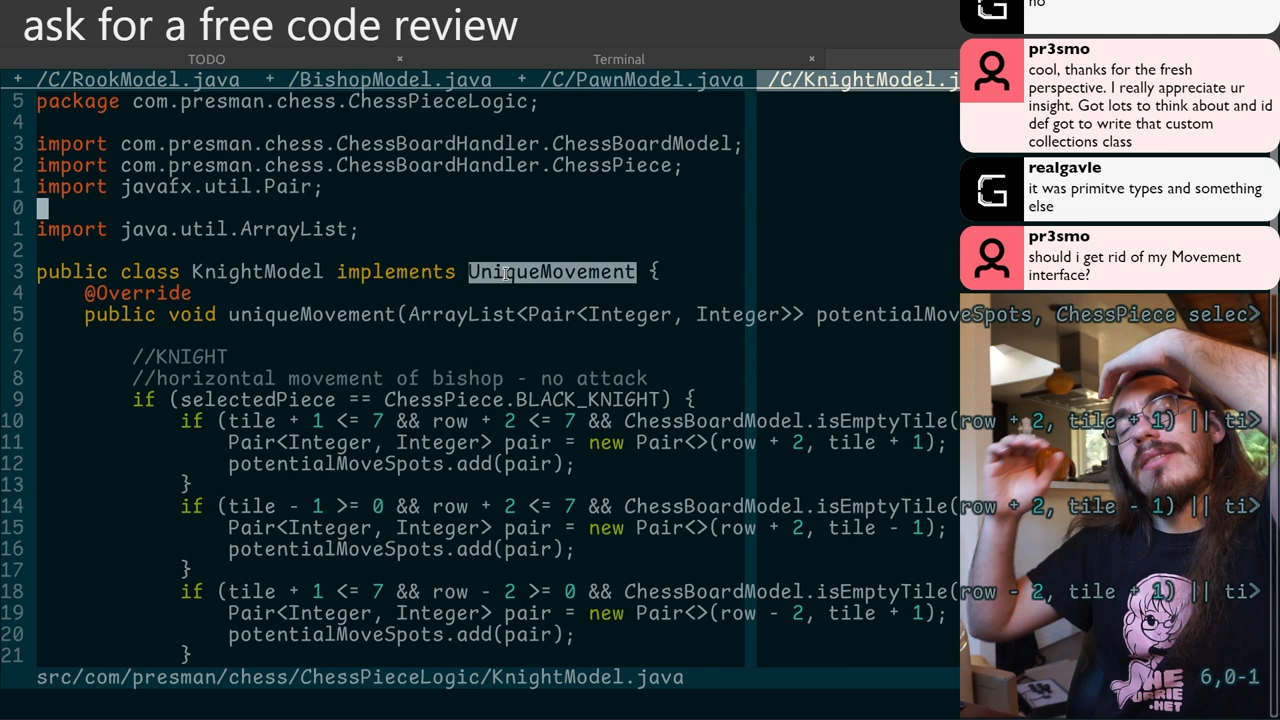 ask for a free code review
TODO × Terminal ×
+ /C/RookModel.java + /BishopModel.java + /C/PawnModel.java /C/KnightModel.j
5 package com.presman.chess.ChessPieceLogic;
4
3 import com.presman.chess.ChessBoardHandler.ChessBoardModel;
2 import com.presman.chess.ChessBoardHandler.ChessPiece;
1 import javafx.util.Pair;
0
1 import java.util.ArrayList;
2
3 public class KnightModel implements UniqueMovement {
4 @Override
5 public void uniqueMovement(ArrayList<Pair<Integer, Integer>> potentialMoveSpots, ChessPiece selec>
6
7 //KNIGHT
8 //horizontal movement of bishop - no attack
9 if (selectedPiece == ChessPiece.BLACK_KNIGHT) {
10 if (tile + 1 <= 7 && row + 2 <= 7 && ChessBoardModel.isEmptyTile(row + 2, tile + 1) || ti>
11 Pair<Integer, Integer> pair = new Pair<>(row + 2, tile + 1);
12 potentialMoveSpots.add(pair);
13 }
14 if (tile - 1 >= 0 && row + 2 <= 7 && ChessBoardModel.isEmptyTile(row + 2, tile - 1) || ti>
15 Pair<Integer, Integer> pair = new Pair<>(row + 2, tile - 1);
16 potentialMoveSpots.add(pair);
17 }
18 if (tile + 1 <= 7 && row - 2 >= 0 && ChessBoardModel.isEmptyTile(row - 2, tile + 1) || ti>
19 Pair<Integer, Integer> pair = new Pair<>(row - 2, tile + 1);
20 potentialMoveSpots.add(pair);
21 }
src/com/presman/chess/ChessPieceLogic/KnightModel.java
6,0-1
no
pr3smo
cool, thanks for the fresh
perspective. I really appreciate ur
insight. Got lots to think about and id
def got to write that custom
collections class
realgavle
it was primitve types and something
else
pr3smo
should i get rid of my Movement
interface?
.NET